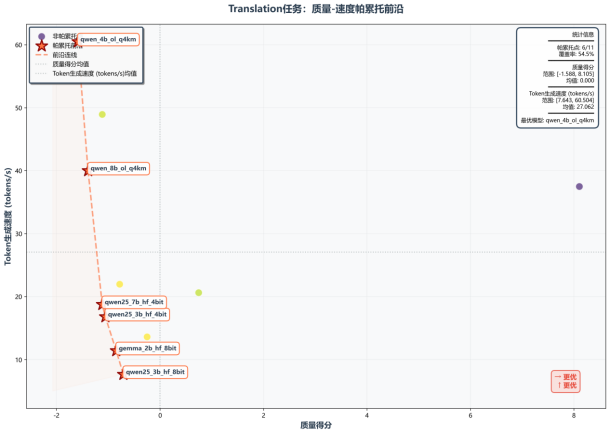 Translation任务：质量-速度帕累托前沿
非帕累托
帕累托前沿
前沿连线
质量得分均值
Token生成速度 (tokens/s)均值
qwen_4b_ol_q4km
统计信息
帕累托点: 6/11
覆盖率: 54.5%
质量得分
范围: [-1.588, 8.105]
均值: 0.000
Token生成速度 (tokens/s)
范围: [7.643, 60.504]
均值: 27.062
最优模型: qwen_4b_ol_q4km
qwen_8b_ol_q4km
qwen25_7b_hf_4bit
qwen25_3b_hf_4bit
gemma_2b_hf_8bit
qwen25_3b_hf_8bit
→ 更优
↑ 更优
Token生成速度 (tokens/s)
60
50
40
30
20
10
-2 0 2 4 6 8
质量得分